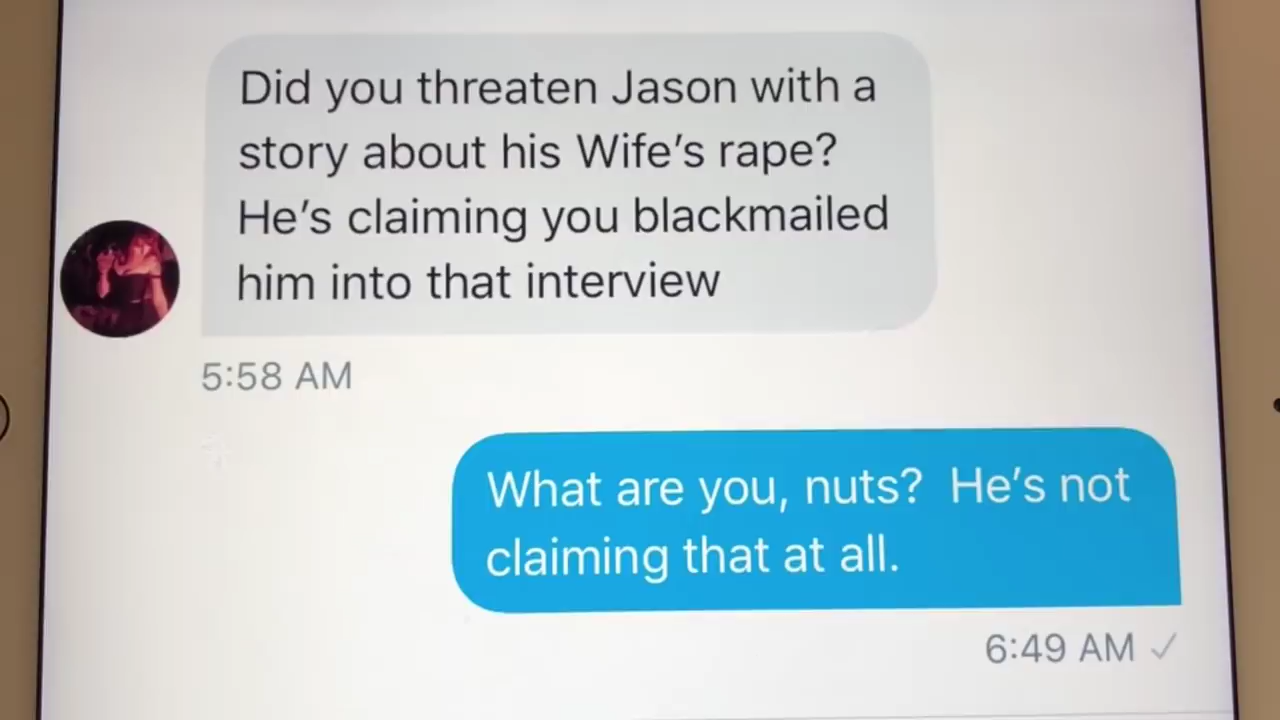 Did you threaten Jason with a
story about his Wife’s rape?
He’s claiming you blackmailed
him into that interview
5:58 AM
What are you, nuts?  He’s not
claiming that at all.
6:49 AM ✓